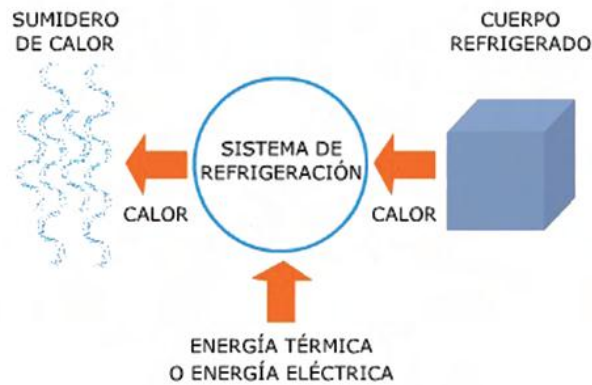 SUMIDERO
DE CALOR
CUERPO
REFRIGERADO
SISTEMA DE
REFRIGERACIÓN
CALOR
CALOR
ENERGÍA TÉRMICA
O ENERGÍA ELÉCTRICA